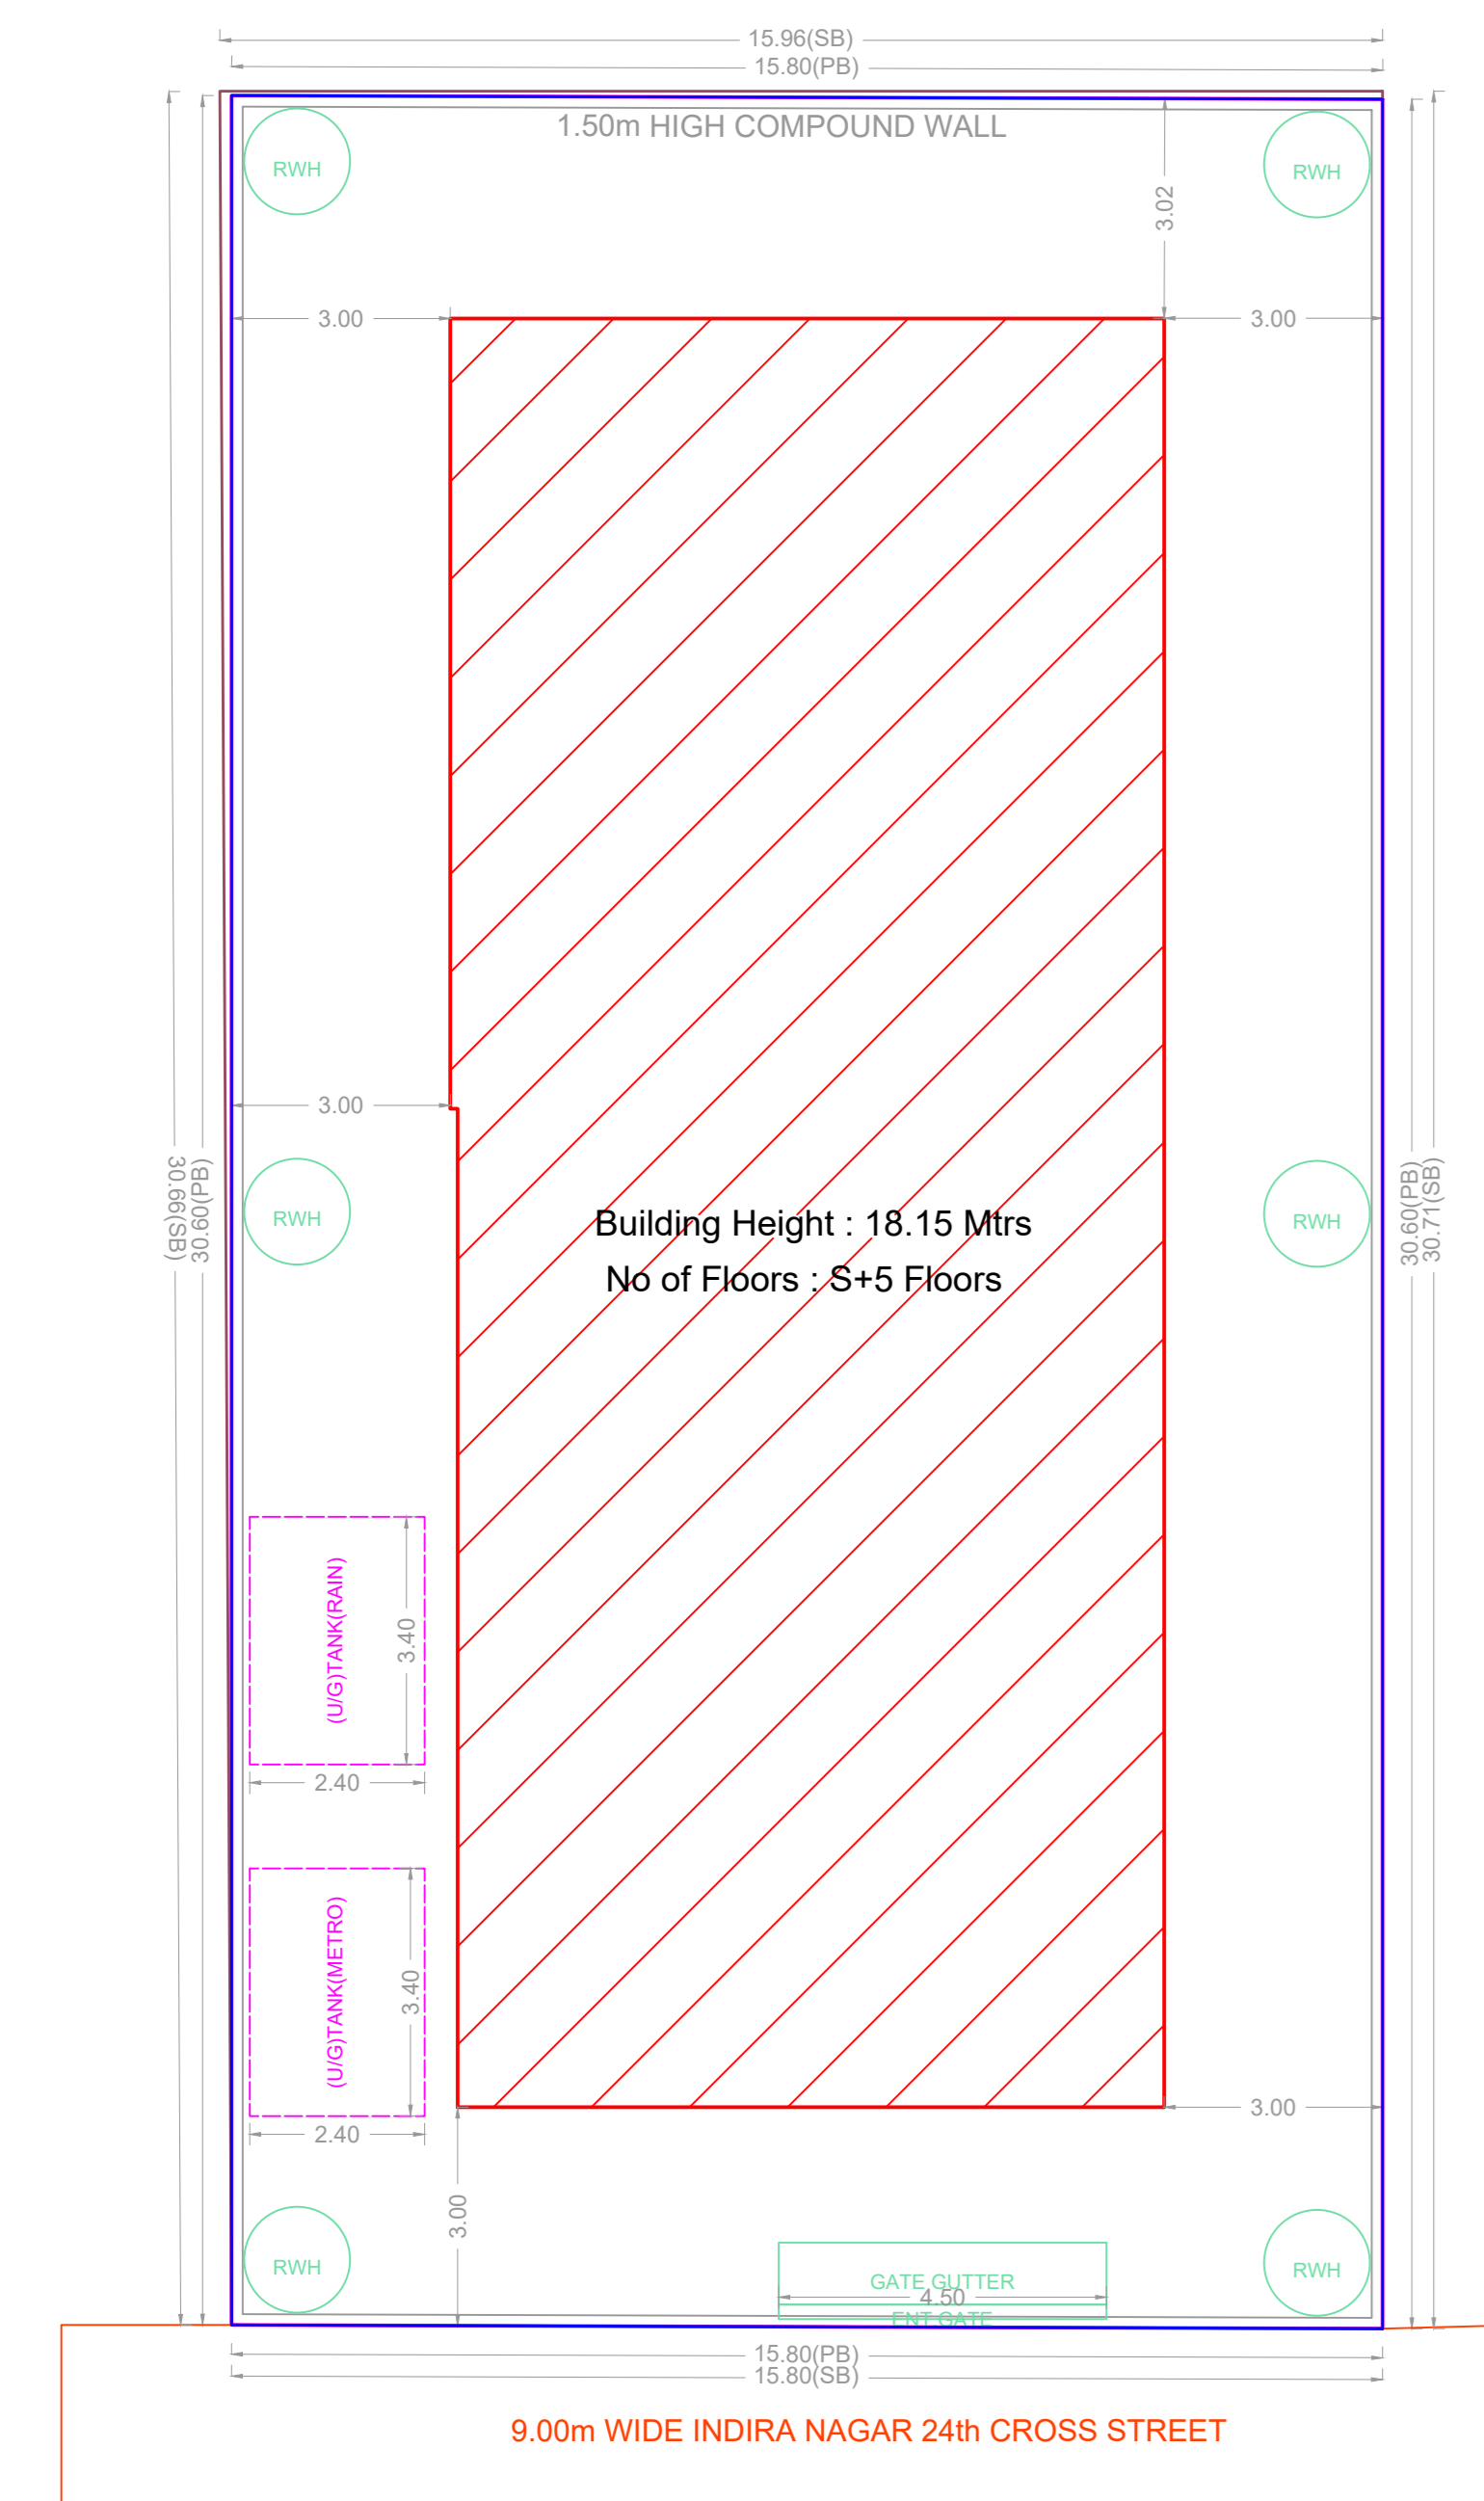 15.96(SB)
15.80(PB)
1.50m HIGH COMPOUND WALL
RWH
RWH
3.02
3.00
3.00
3.00
30.66(SB)
30.60(PB)
30.60(PB)
30.71(SB)
RWH
RWH
Building Height : 18.15 Mtrs
No of Floors : S+5 Floors
(U/G)TANK(RAIN)
3.40
2.40
(U/G)TANK(METRO)
3.40
2.40
3.00
3.00
RWH
RWH
GATE GUTTER
4.50
ENT GATE
15.80(PB)
15.80(SB)
9.00m WIDE INDIRA NAGAR 24th CROSS STREET